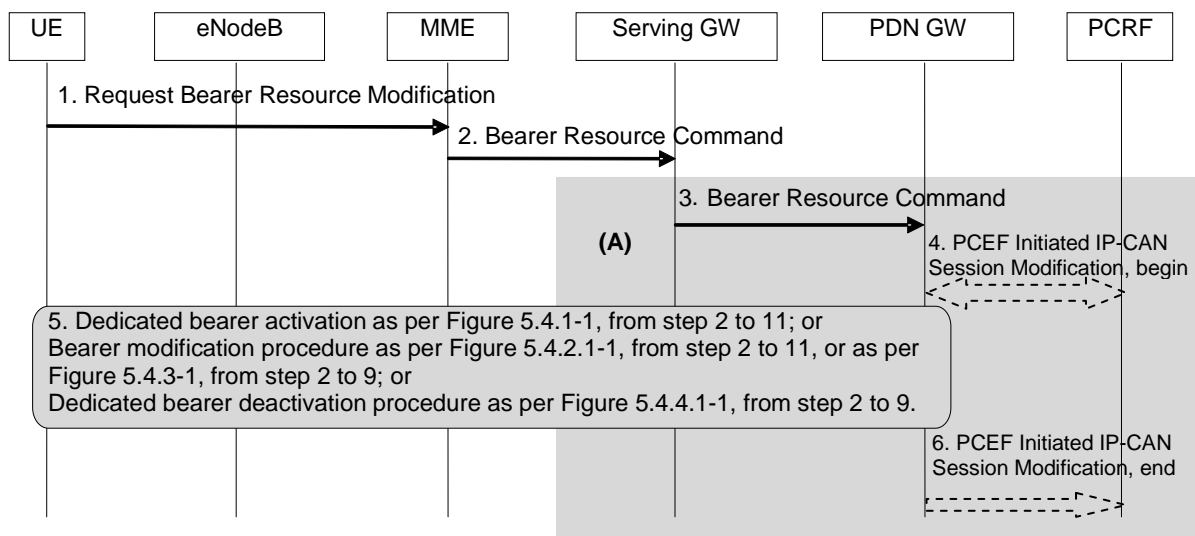 UE
eNodeB
MME
Serving GW
PDN GW
PCRF
1. Request Bearer Resource Modification
2. Bearer Resource Command
3. Bearer Resource Command
(A)
4. PCEF Initiated IP-CAN
Session Modification, begin
5. Dedicated bearer activation as per Figure 5.4.1-1, from step 2 to 11; or
Bearer modification procedure as per Figure 5.4.2.1-1, from step 2 to 11, or as per
Figure 5.4.3-1, from step 2 to 9; or
Dedicated bearer deactivation procedure as per Figure 5.4.4.1-1, from step 2 to 9.
6. PCEF Initiated IP-CAN
Session Modification, end